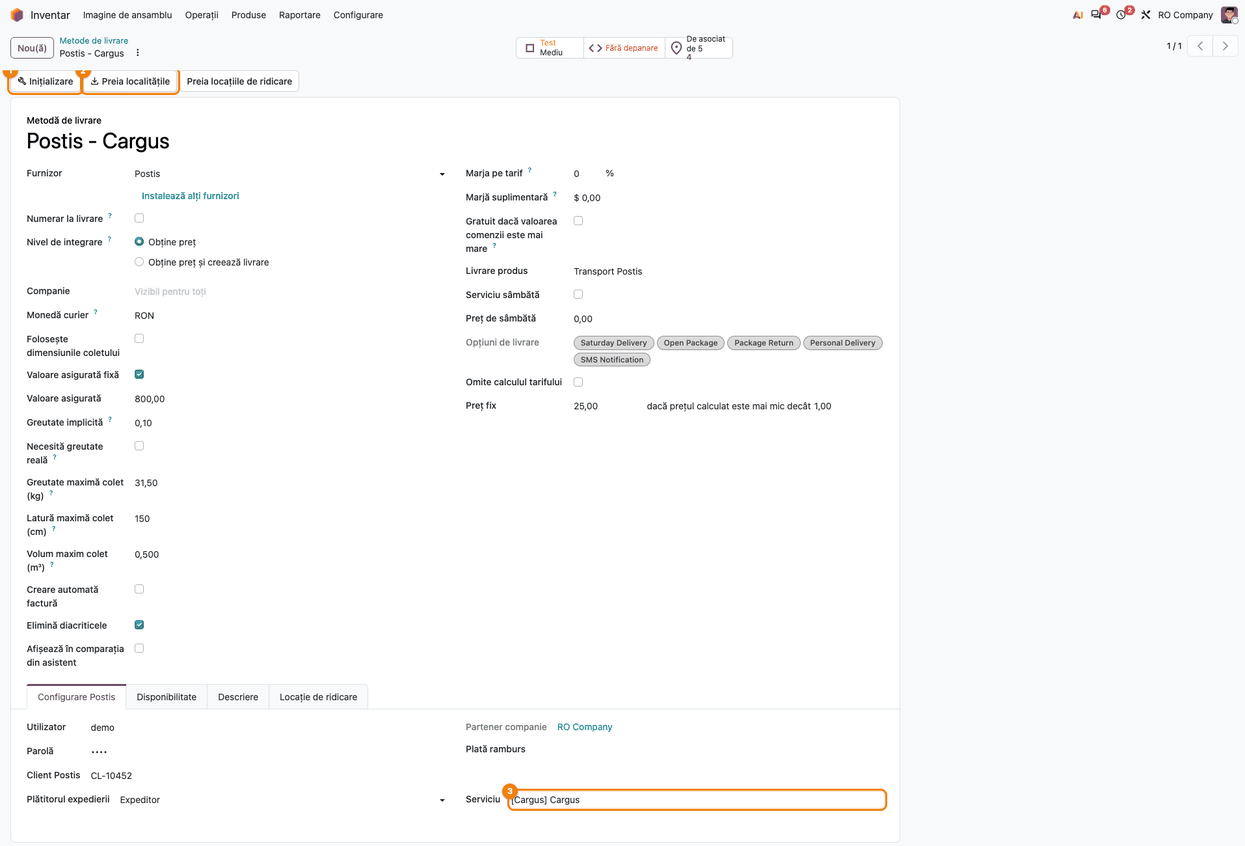 Inventar Imagine de ansamblu Operații Produse Raportare Configurare 6 2 RO Company
Nou(ă) Metode de livrare
Postis - Cargus
Test
Mediu
Fără depanare
De asociat
de 5
4
1 / 1
1 Inițializare 2 Preia localitățile Preia locațiile de ridicare
Metodă de livrare
Postis - Cargus
Furnizor Postis
Instalează alți furnizori
Numerar la livrare ?
Nivel de integrare ? Obține preț
Obține preț și creează livrare
Companie Vizibil pentru toți
Monedă curier ? RON
Folosește
dimensiunile coletului
Valoare asigurată fixă
Valoare asigurată 800,00
Greutate implicită ? 0,10
Necesită greutate
reală ?
Greutate maximă colet
(kg) ? 31,50
Latură maximă colet
(cm) ? 150
Volum maxim colet
(m³) ? 0,500
Creare automată
factură
Elimină diacriticele
Afișează în comparația
din asistent
Marja pe tarif ? 0 %
Marjă suplimentară ? $ 0,00
Gratuit dacă valoarea
comenzii este mai
mare ?
Livrare produs Transport Postis
Serviciu sâmbătă
Preț de sâmbătă 0,00
Opțiuni de livrare Saturday Delivery Open Package Package Return Personal Delivery
SMS Notification
Omite calculul tarifului
Preț fix 25,00 dacă prețul calculat este mai mic decât 1,00
Configurare Postis Disponibilitate Descriere Locație de ridicare
Utilizator demo
Parolă ••••
Client Postis CL-10452
Plătitorul expedierii Expeditor
Partener companie RO Company
Plată ramburs
Serviciu 3 [Cargus] Cargus